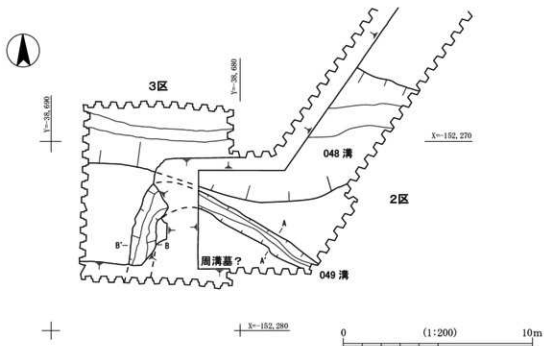 3区
Y=-38,680
Y=-38,690
X=-152,270
048 溝
2区
A
B'
B
周溝墓?
A'
049 溝
X=-152,280
0
(1:200)
10m